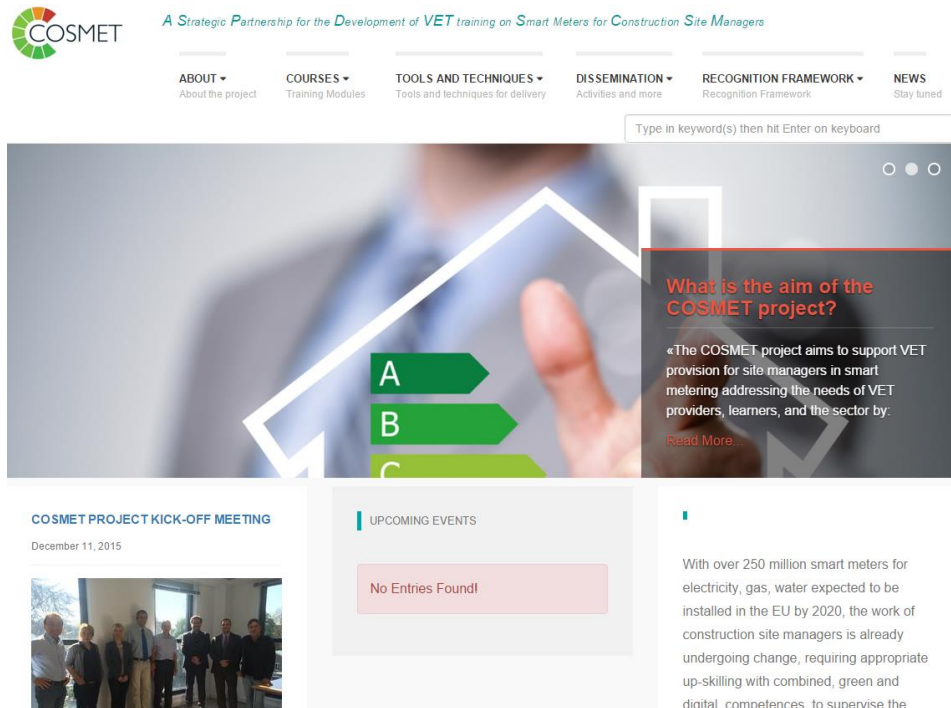 COSMET
A Strategic Partnership for the Development of VET training on Smart Meters for Construction Site Managers
ABOUT
About the project
COURSES
Training Modules
TOOLS AND TECHNIQUES
Tools and techniques for delivery
DISSEMINATION
Activities and more
RECOGNITION FRAMEWORK
Recognition Framework
NEWS
Stay tuned
Type in keyword(s) then hit Enter on keyboard
A
B
C
What is the aim of the
COSMET project?
«The COSMET project aims to support VET
provision for site managers in smart
metering addressing the needs of VET
providers, learners, and the sector by:
Read More...
COSMET PROJECT KICK-OFF MEETING
December 11, 2015
UPCOMING EVENTS
No Entries Found!
With over 250 million smart meters for
electricity, gas, water expected to be
installed in the EU by 2020, the work of
construction site managers is already
undergoing change, requiring appropriate
up-skilling with combined, green and
digital, competences, to supervise the